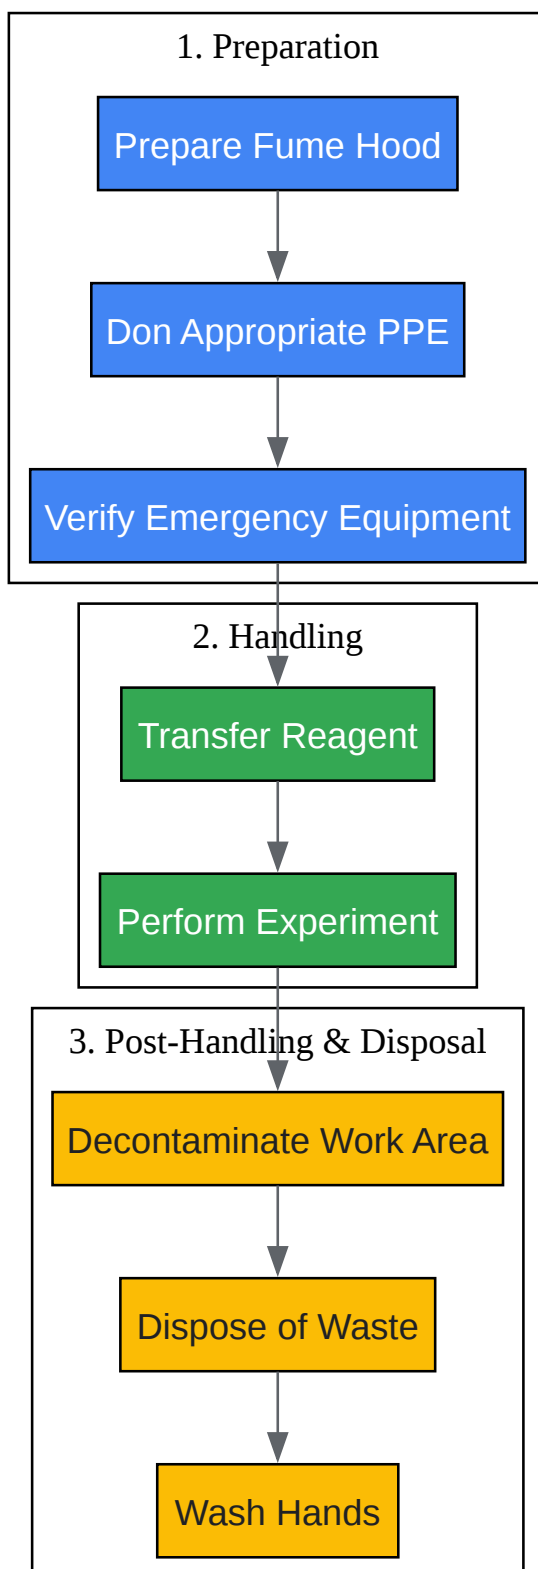 1. Preparation
Prepare Fume Hood
Don Appropriate PPE
Verify Emergency Equipment
2. Handling
Transfer Reagent
Perform Experiment
3. Post-Handling & Disposal
Decontaminate Work Area
Dispose of Waste
Wash Hands